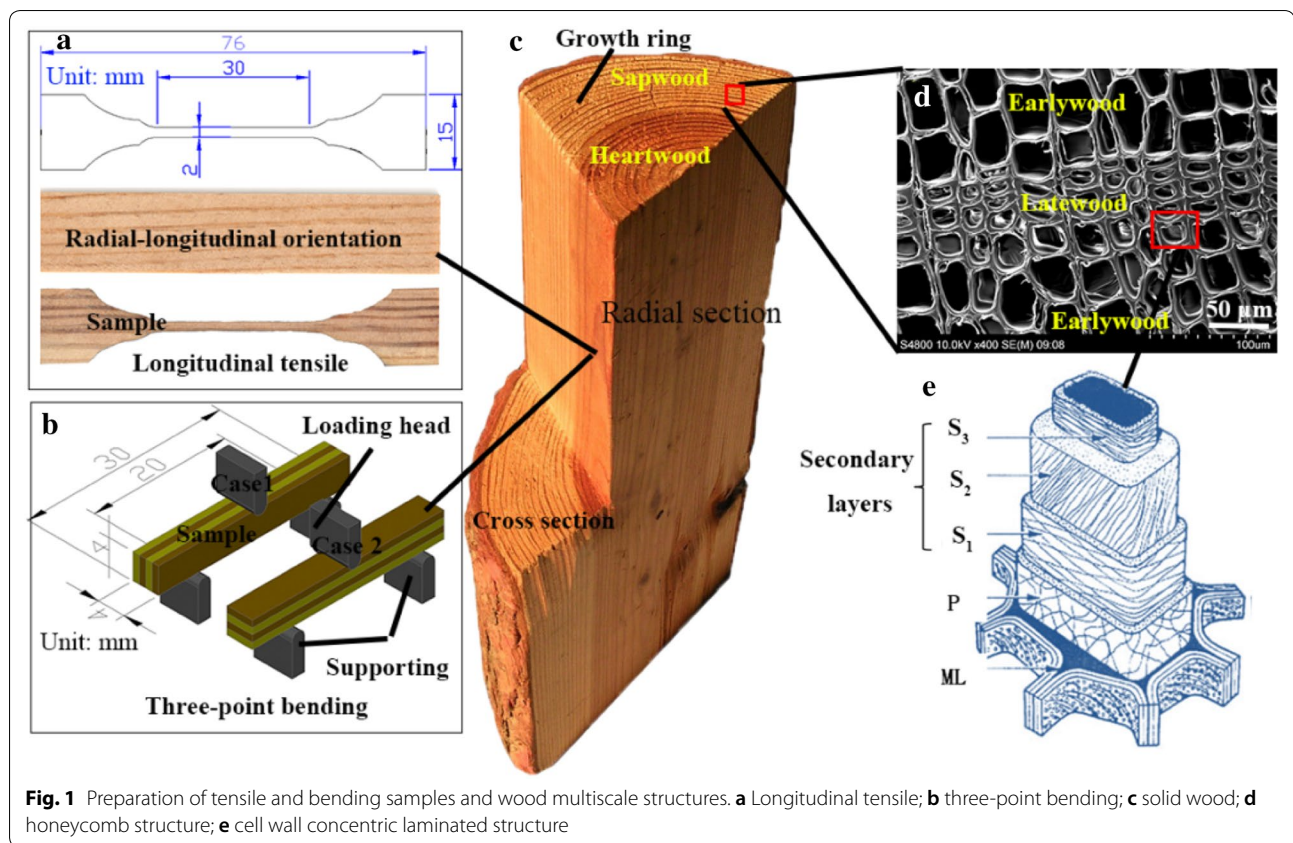 a
76
Unit: mm
30
15
2
Radial-longitudinal orientation
Sample
Longitudinal tensile
b
Loading head
30
20
Case1
Sample
Case 2
4
4
Unit: mm
Supporting
Three-point bending
c
Growth ring
Sapwood
Heartwood
Radial section
Cross section
d
Earlywood
Latewood
Earlywood
50 μm
S4800 10.0kV x400 SE(M) 09:08
100um
e
S3
Secondary
S2
layers
S1
P
ML
Fig. 1 Preparation of tensile and bending samples and wood multiscale structures. a Longitudinal tensile; b three-point bending; c solid wood; d
honeycomb structure; e cell wall concentric laminated structure